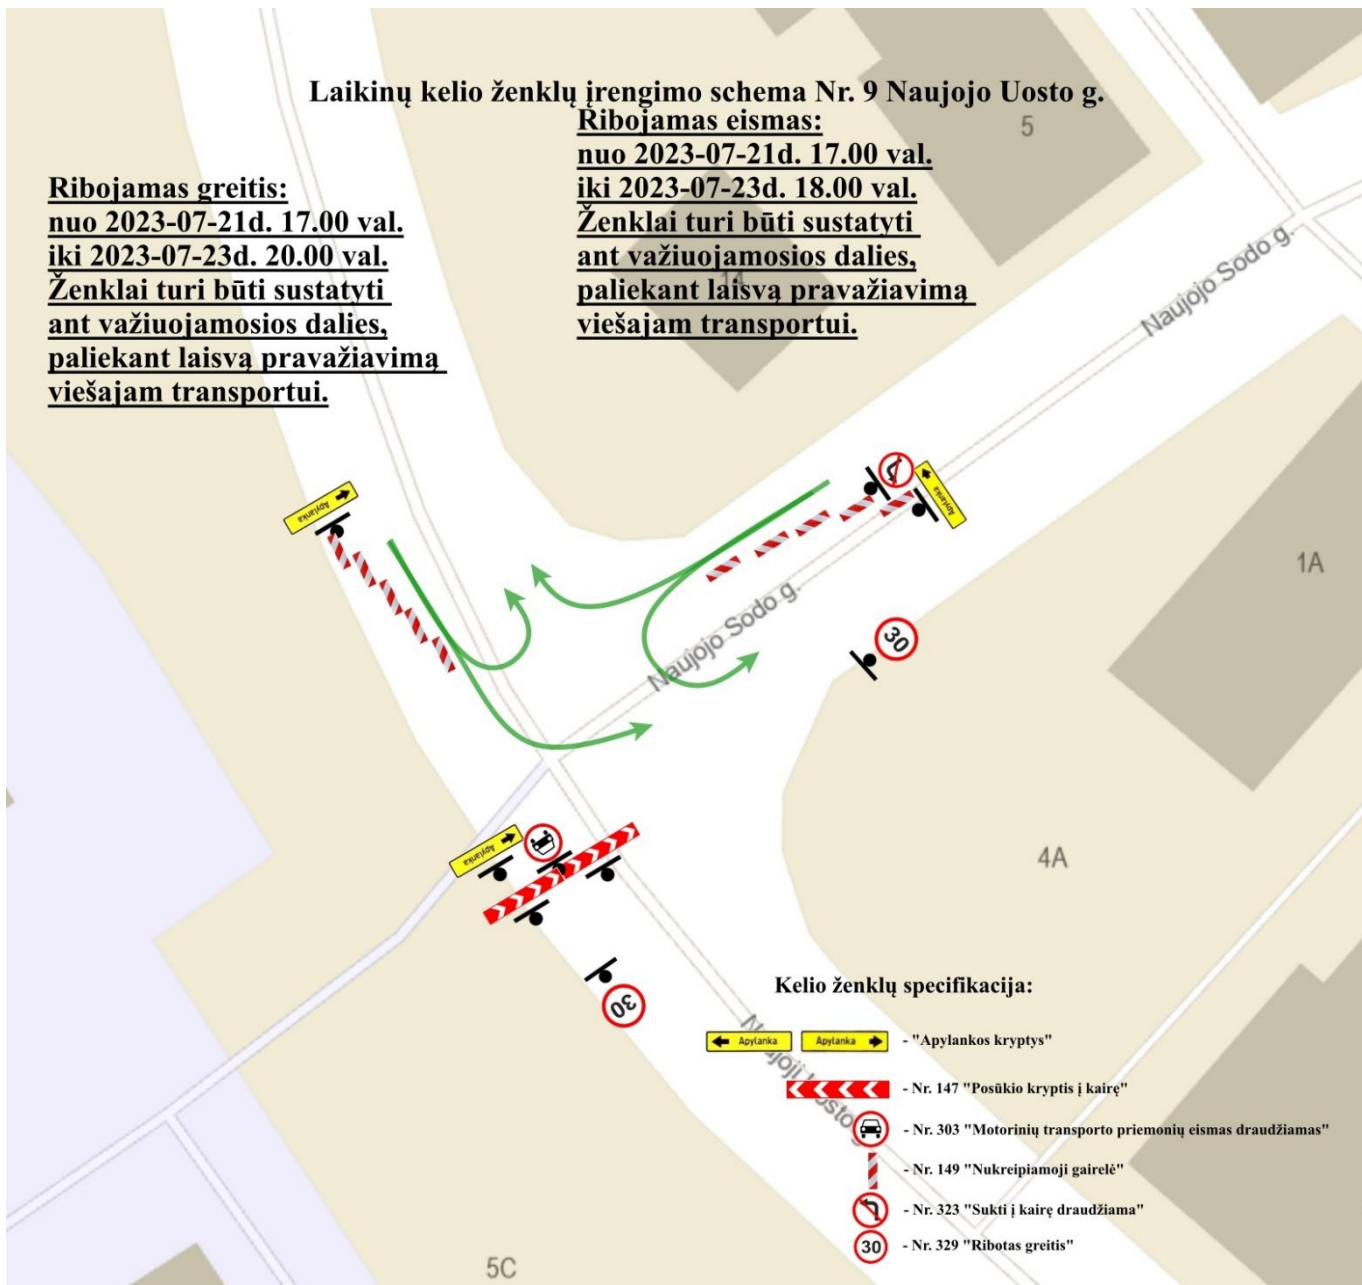 Laikinų kelio ženklų įrengimo schema Nr. 9 Naujojo Uosto g.
Ribojamas eismas:
nuo 2023-07-21d. 17.00 val.
iki 2023-07-23d. 18.00 val.
Ženklai turi būti sustatyti
ant važiuojamosios dalies,
paliekant laisvą pravažiavimą
viešajam transportui.
Ribojamas greitis:
nuo 2023-07-21d. 17.00 val.
iki 2023-07-23d. 20.00 val.
Ženklai turi būti sustatyti
ant važiuojamosios dalies,
paliekant laisvą pravažiavimą
viešajam transportui.
5
Naujojo Sodo g.
Apylanka
Apylanka
1A
Naujojo Sodo g.
30
Apylanka
4A
30
Kelio ženklų specifikacija:
Apylanka Apylanka - "Apylankos kryptys"
- Nr. 147 "Posūkio kryptis į kairę"
- Nr. 303 "Motorinių transporto priemonių eismas draudžiamas"
- Nr. 149 "Nukreipiamoji gairelė"
- Nr. 323 "Sukti į kairę draudžiama"
30 - Nr. 329 "Ribotas greitis"
5C